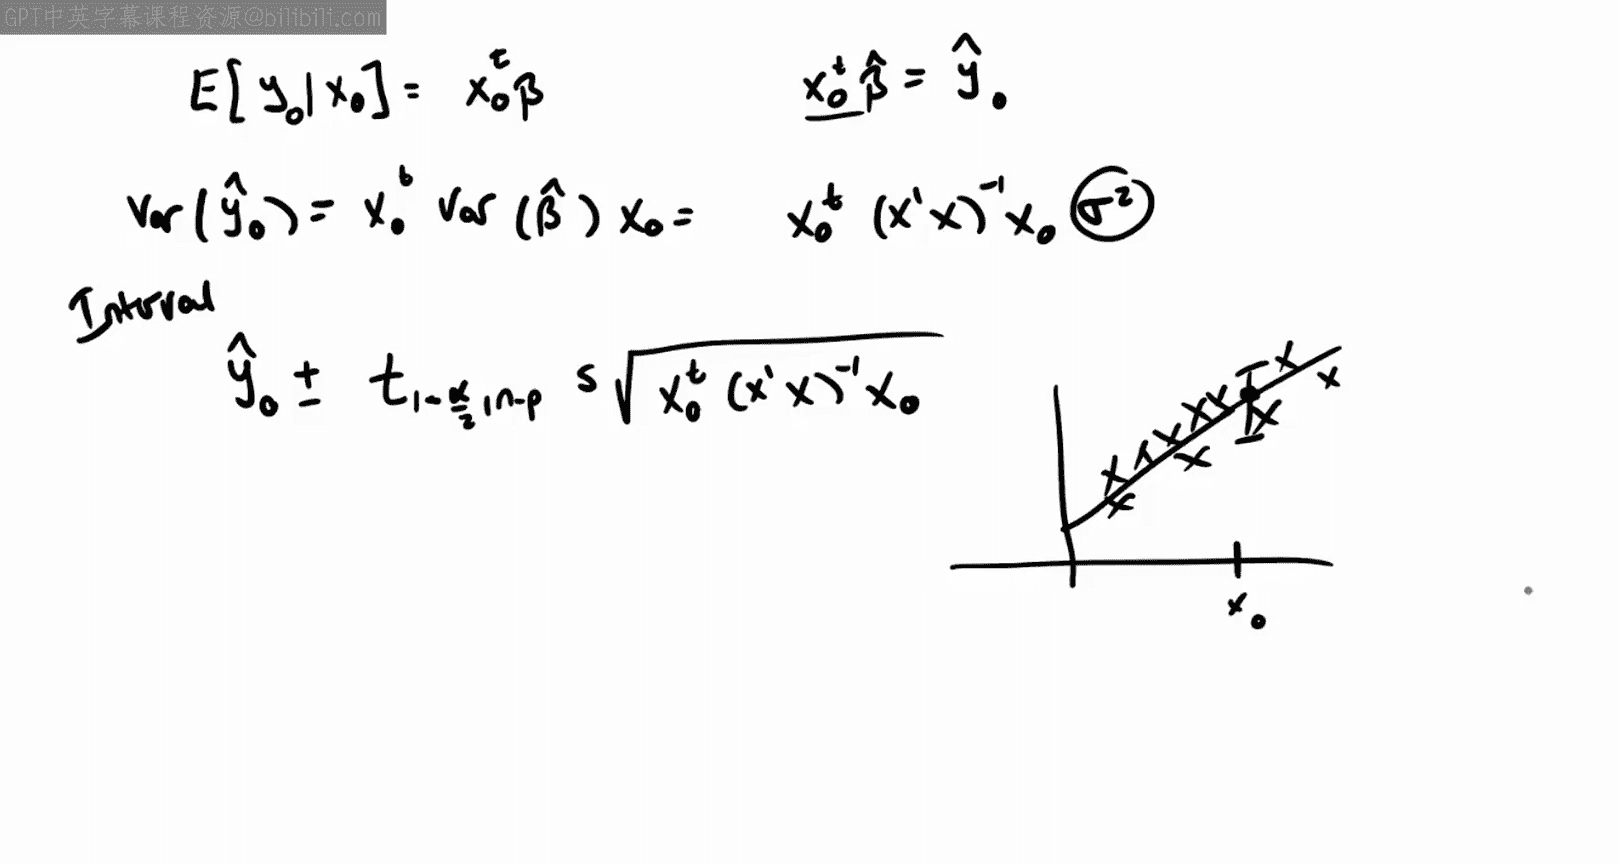 GPT中英字幕课程资源@bilibili.com
E[y₀|x₀] = x₀ᵗβ x₀ᵗβ̂ = ŷ₀
Var(ŷ₀) = x₀ᵗ Var(β̂) x₀ = x₀ᵗ (x'x)⁻¹ x₀ σ²
Interval
ŷ₀ ± t₁₋α/₂,n-p s √(x₀ᵗ (x'x)⁻¹ x₀)
x₀